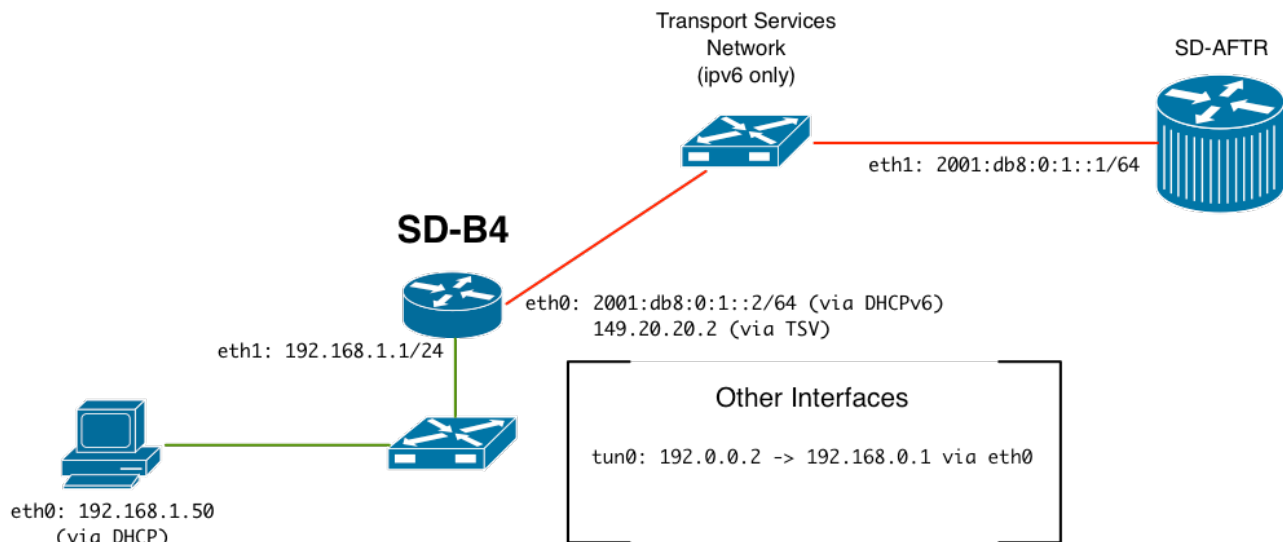 Transport Services
Network
(ipv6 only)
SD-AFTR
eth1: 2001:db8:0:1::1/64
SD-B4
eth0: 2001:db8:0:1::2/64 (via DHCPv6)
149.20.20.2 (via TSV)
eth1: 192.168.1.1/24
Other Interfaces
tun0: 192.0.0.2 -> 192.168.0.1 via eth0
eth0: 192.168.1.50
(via DHCP)